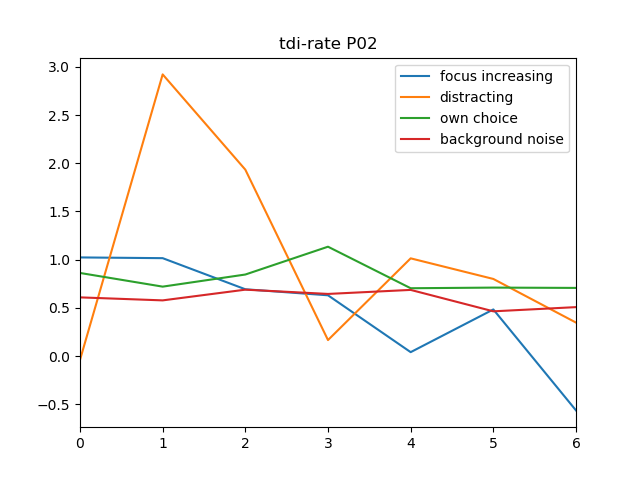 tdi-rate P02
focus increasing
distracting
own choice
background noise
3.0
2.5
2.0
1.5
1.0
0.5
0.0
−0.5
0 1 2 3 4 5 6